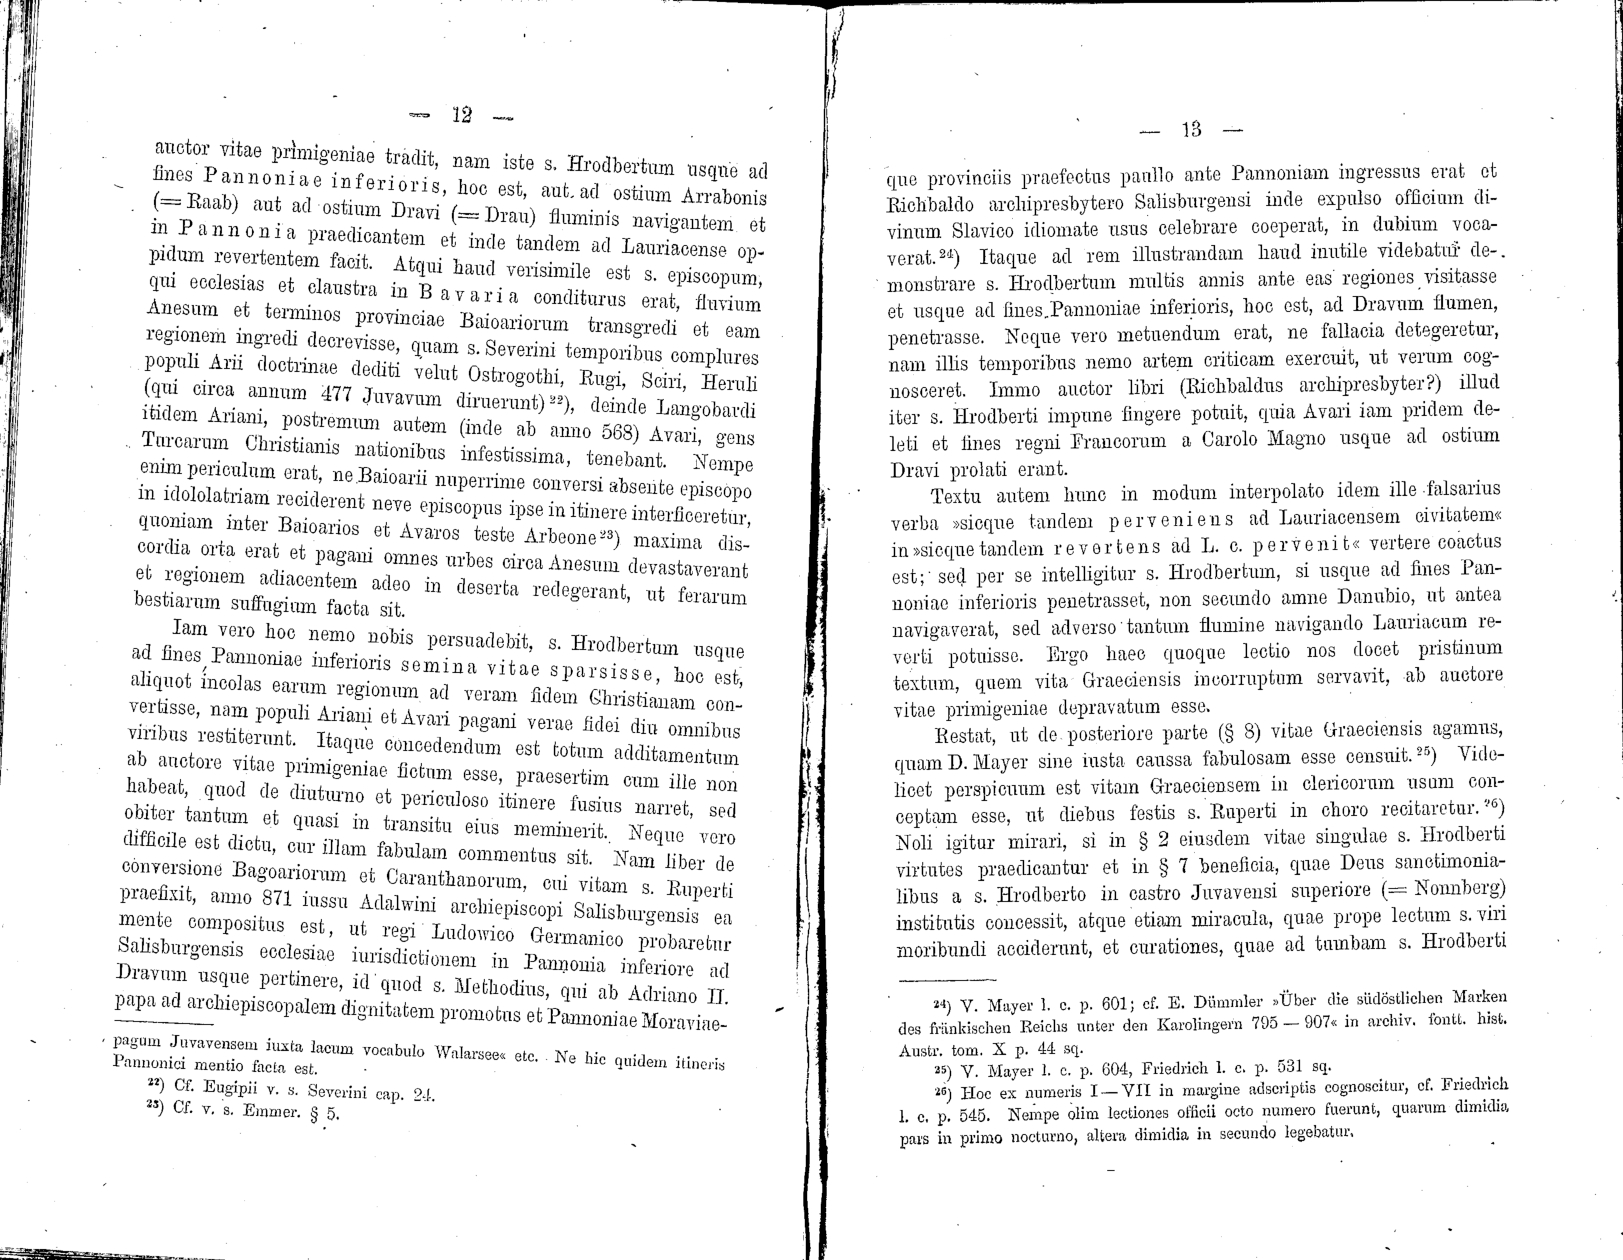 — 12 —
auctor vitae primigeniae tradit, nam iste s. Hrodbertum usque ad
fines Pannoniae inferioris, hoc est, aut ad ostium Arrabonis
(= Raab) aut ad ostium Dravi (= Drau) fluminis navigantem et
in Pannonia praedicantem et inde tandem ad Lauriacense op-
pidum revertentem facit. Atqui haud verisimile est s. episcopum,
qui ecclesias et claustra in Bavaria conditurus erat, fluvium
Anesum et terminos provinciae Baioariorum transgredi et eam
regionem ingredi decrevisse, quam s. Severini temporibus complures
populi Arii doctrinae dediti velut Ostrogothi, Rugi, Sciri, Heruli
(qui circa annum 477 Juvavum diruerunt)²²), deinde Langobardi
itidem Ariani, postremum autem (inde ab anno 568) Avari, gens
Turcarum Christianis nationibus infestissima, tenebant. Nempe
enim periculum erat, ne Baioarii nuperrime conversi absente episcopo
in idololatriam reciderent neve episcopus ipse in itinere interficeretur,
quoniam inter Baioarios et Avaros teste Arbeone²³) maxima dis-
cordia orta erat et pagani omnes urbes circa Anesum devastaverant
et regionem adiacentem adeo in deserta redegerant, ut ferarum
bestiarum suffugium facta sit.
Iam vero hoc nemo nobis persuadebit, s. Hrodbertum usque
ad fines Pannoniae inferioris semina vitae sparsisse, hoc est,
aliquot incolas earum regionum ad veram fidem Christianam con-
vertisse, nam populi Ariani et Avari pagani verae fidei diu omnibus
viribus restiterunt. Itaque concedendum est totum additamentum
ab auctore vitae primigeniae fictum esse, praesertim cum ille non
habeat, quod de diuturno et periculoso itinere fusius narret, sed
obiter tantum et quasi in transitu eius meminerit. Neque vero
difficile est dictu, cur illam fabulam commentus sit. Nam liber de
conversione Bagoariorum et Caranthanorum, cui vitam s. Ruperti
praefixit, anno 871 iussu Adalwini archiepiscopi Salisburgensis ea
mente compositus est, ut regi Ludowico Germanico probaretur
Salisburgensis ecclesiae iurisdictionem in Pannonia inferiore ad
Dravum usque pertinere, id quod s. Methodius, qui ab Adriano II.
papa ad archiepiscopalem dignitatem promotus et Pannoniae Moraviae-
pagum Juvavensem iuxta lacum vocabulo Walarsee« etc. Ne hic quidem itineris
Pannonici mentio facta est.
²²) Cf. Eugipii v. s. Severini cap. 24.
²³) Cf. v. s. Emmer. § 5.
— 13 —
que provinciis praefectus paullo ante Pannoniam ingressus erat et
Richbaldo archipresbytero Salisburgensi inde expulso officium di-
vinum Slavico idiomate usus celebrare coeperat, in dubium voca-
verat.²⁴) Itaque ad rem illustrandam haud inutile videbatur de-
monstrare s. Hrodbertum multis annis ante eas regiones visitasse
et usque ad fines Pannoniae inferioris, hoc est, ad Dravum flumen,
penetrasse. Neque vero metuendum erat, ne fallacia detegeretur,
nam illis temporibus nemo artem criticam exercuit, ut verum cog-
nosceret. Immo auctor libri (Richbaldus archipresbyter?) illud
iter s. Hrodberti impune fingere potuit, quia Avari iam pridem de-
leti et fines regni Francorum a Carolo Magno usque ad ostium
Dravi prolati erant.
Textu autem hunc in modum interpolato idem ille falsarius
verba »sicque tandem perveniens ad Lauriacensem civitatem«
in »sicque tandem revertens ad L. c. pervenit« vertere coactus
est; sed per se intelligitur s. Hrodbertum, si usque ad fines Pan-
noniae inferioris penetrasset, non secundo amne Danubio, ut antea
navigaverat, sed adverso tantum flumine navigando Lauriacum re-
verti potuisse. Ergo haec quoque lectio nos docet pristinum
textum, quem vita Graeciensis incorruptum servavit, ab auctore
vitae primigeniae depravatum esse.
Restat, ut de posteriore parte (§ 8) vitae Graeciensis agamus,
quam D. Mayer sine iusta caussa fabulosam esse censuit.²⁵) Vide-
licet perspicuum est vitam Graeciensem in clericorum usum con-
ceptam esse, ut diebus festis s. Ruperti in choro recitaretur.²⁶)
Noli igitur mirari, si in § 2 eiusdem vitae singulae s. Hrodberti
virtutes praedicantur et in § 7 beneficia, quae Deus sanctimonia-
libus a s. Hrodberto in castro Juvavensi superiore (= Nonnberg)
institutis concessit, atque etiam miracula, quae prope lectum s. viri
moribundi acciderunt, et curationes, quae ad tumbam s. Hrodberti
²⁴) V. Mayer l. c. p. 601; cf. E. Dümmler »Über die südöstlichen Marken
des fränkischen Reichs unter den Karolingern 795 — 907« in archiv. fontt. hist.
Austr. tom. X p. 44 sq.
²⁵) V. Mayer l. c. p. 604, Friedrich l. c. p. 531 sq.
²⁶) Hoc ex numeris I—VII in margine adscriptis cognoscitur, cf. Friedrich
l. c. p. 545. Nempe olim lectiones officii octo numero fuerunt, quarum dimidia
pars in primo nocturno, altera dimidia in secundo legebatur.